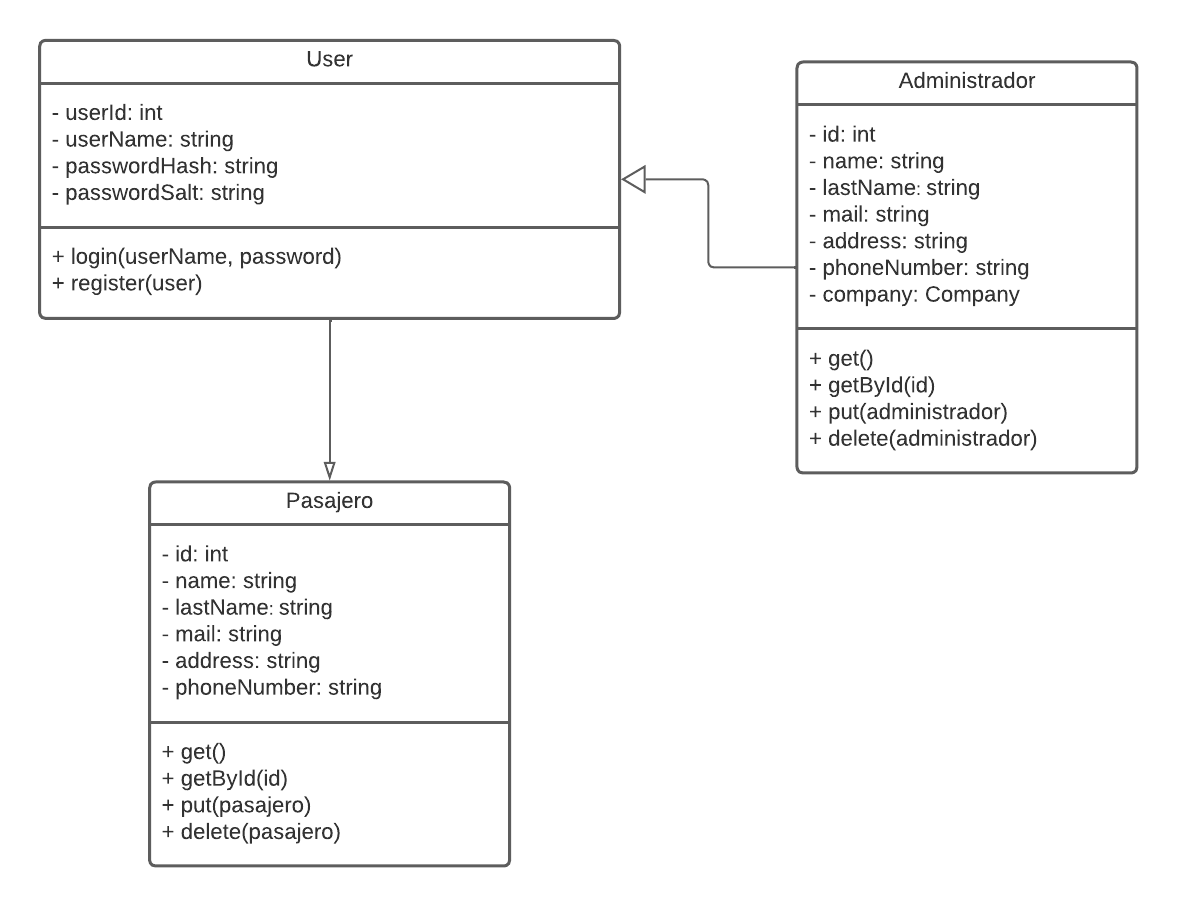 User
- userId: int
- userName: string
- passwordHash: string
- passwordSalt: string
+ login(userName, password)
+ register(user)
Administrador
- id: int
- name: string
- lastName: string
- mail: string
- address: string
- phoneNumber: string
- company: Company
+ get()
+ getById(id)
+ put(administrador)
+ delete(administrador)
Pasajero
- id: int
- name: string
- lastName: string
- mail: string
- address: string
- phoneNumber: string
+ get()
+ getById(id)
+ put(pasajero)
+ delete(pasajero)